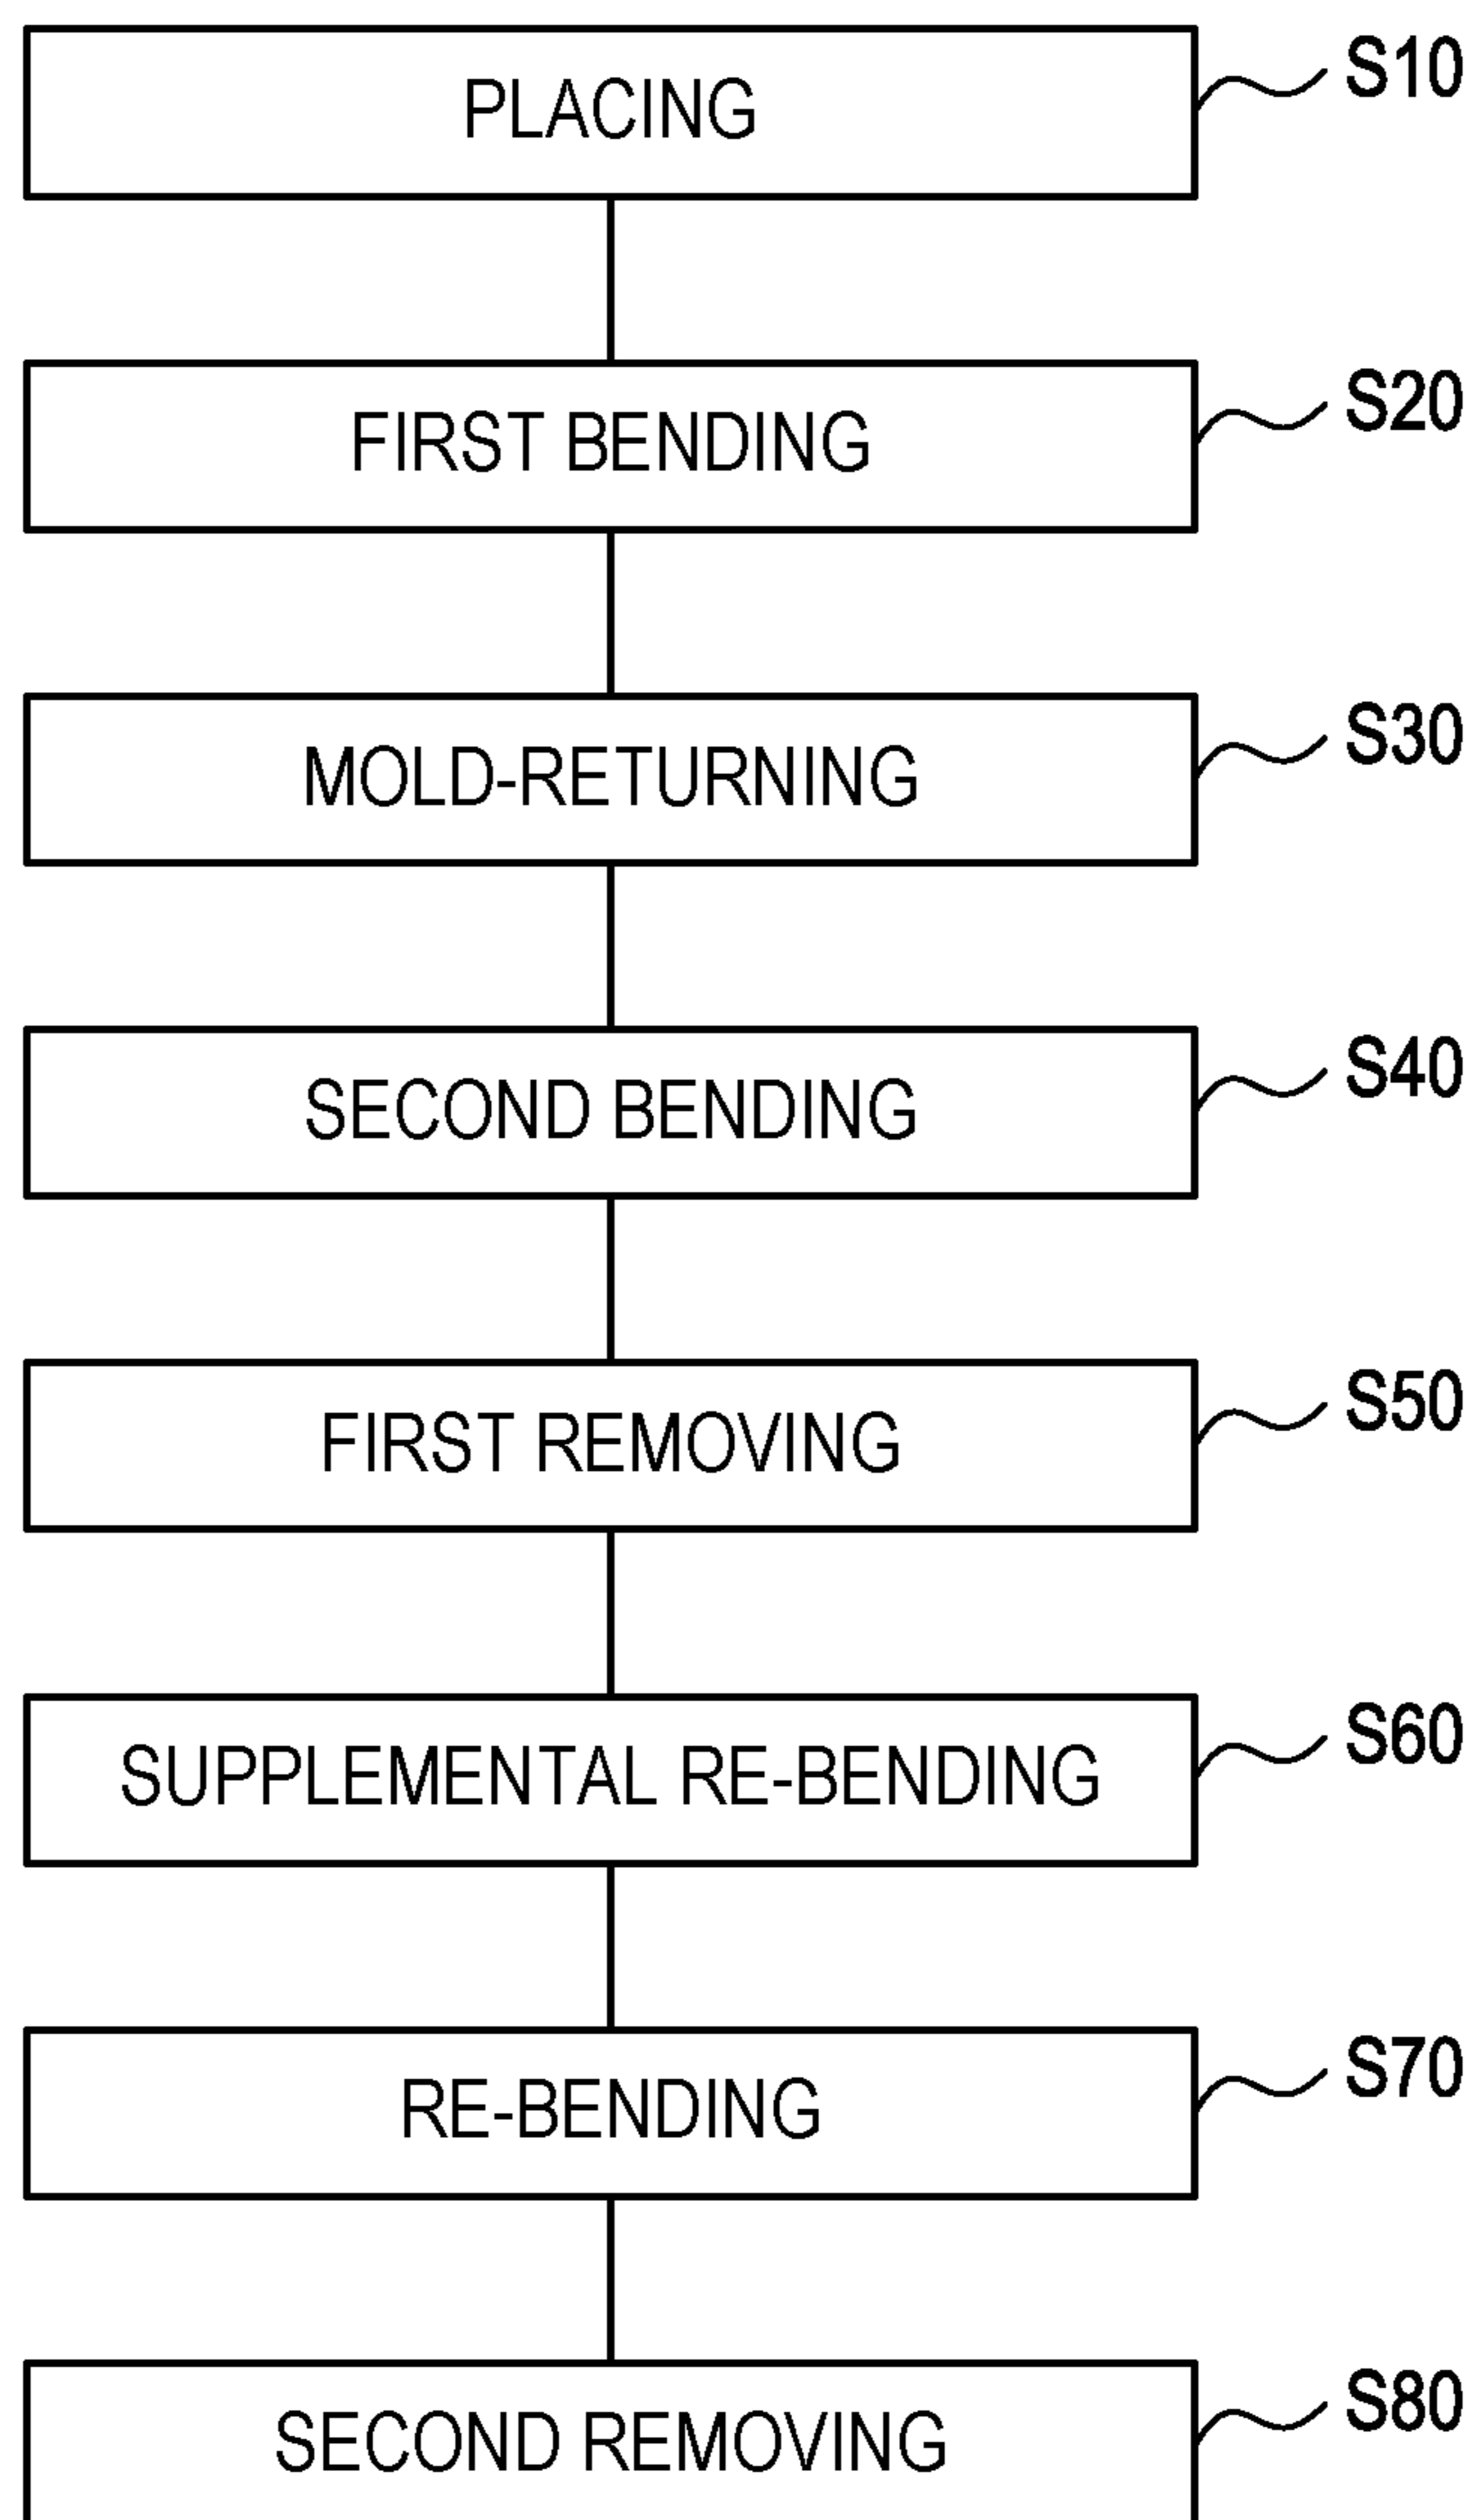 PLACING S10
FIRST BENDING S20
MOLD-RETURNING S30
SECOND BENDING S40
FIRST REMOVING S50
SUPPLEMENTAL RE-BENDING S60
RE-BENDING S70
SECOND REMOVING S80